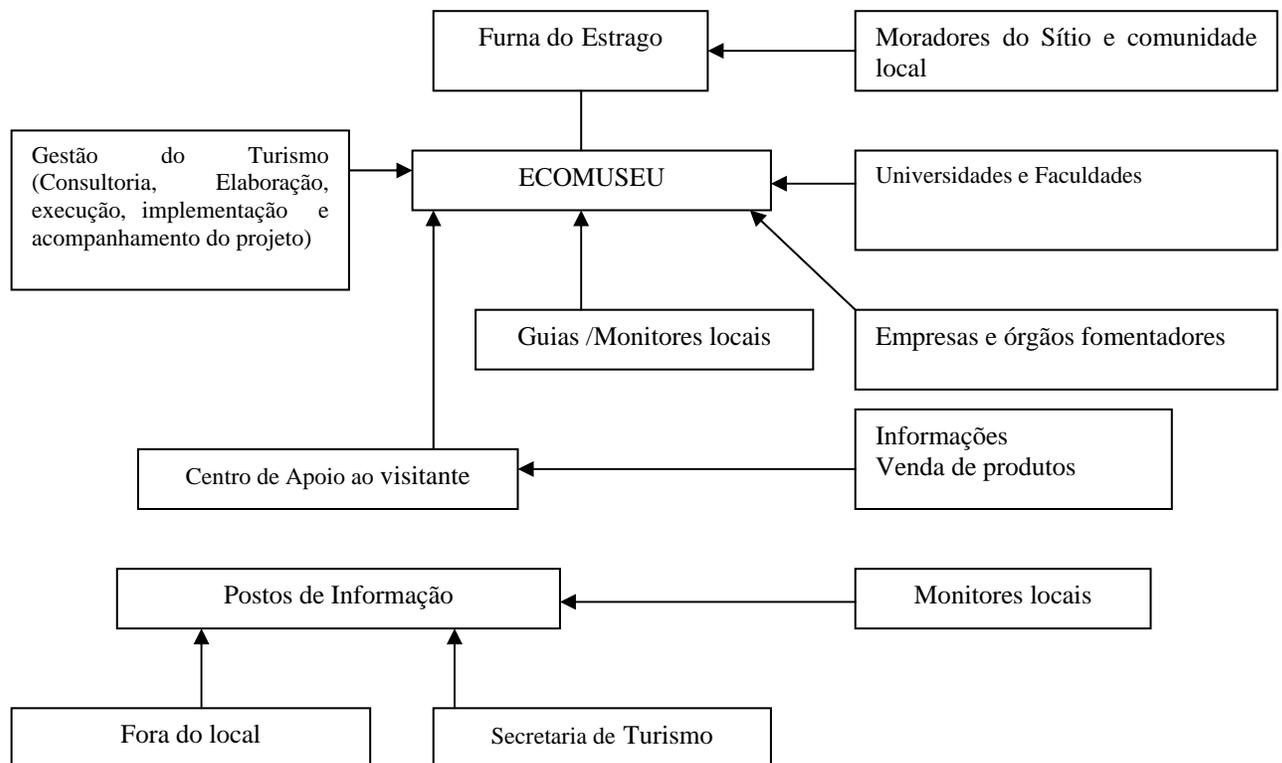 Furna do Estrago
Moradores do Sítio e comunidade
local
Gestão do Turismo
(Consultoria, Elaboração,
execução, implementação e
acompanhamento do projeto)
ECOMUSEU
Universidades e Faculdades
Guias /Monitores locais
Empresas e órgãos fomentadores
Informações
Venda de produtos
Centro de Apoio ao visitante
Postos de Informação
Monitores locais
Fora do local
Secretaria de Turismo